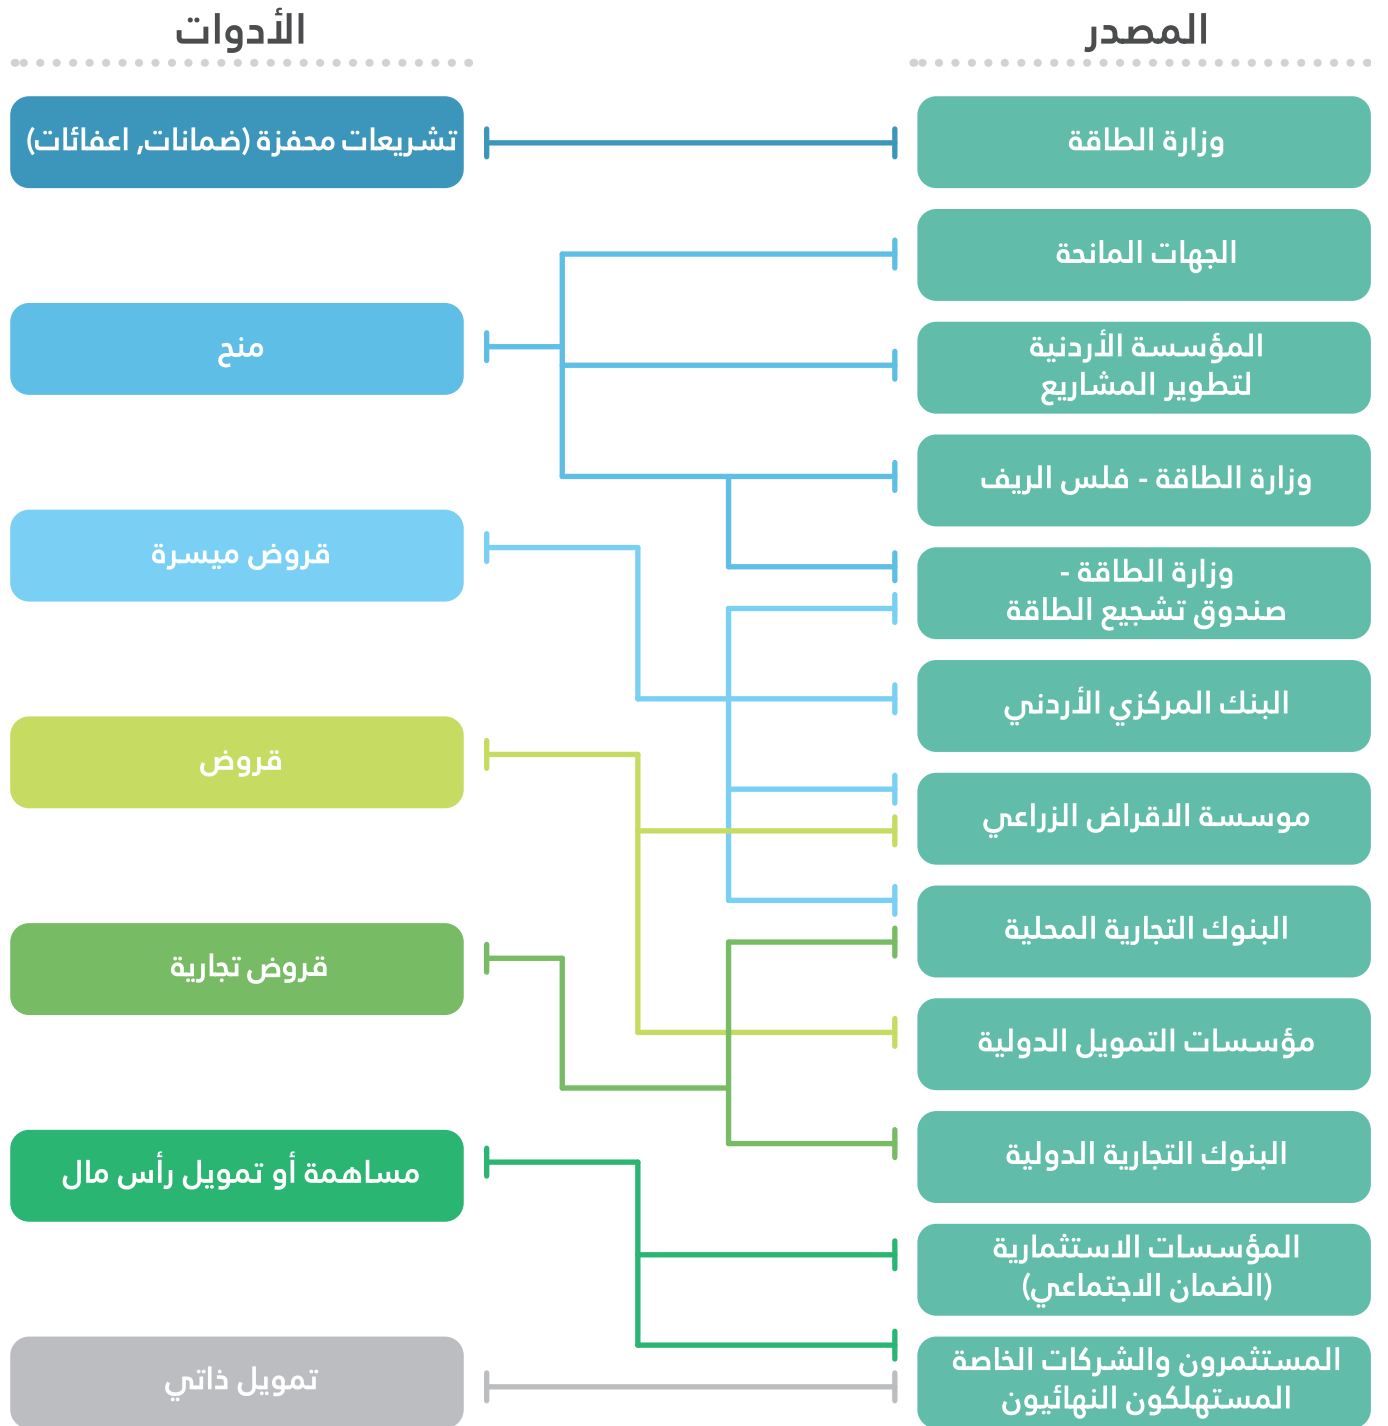 المصدر
وزارة الطاقة
الجهات المانحة
المؤسسة الأردنية
لتطوير المشاريع
وزارة الطاقة - فلس الريف
وزارة الطاقة -
صندوق تشجيع الطاقة
البنك المركزي الأردني
موسسة الاقراض الزراعي
البنوك التجارية المحلية
مؤسسات التمويل الدولية
البنوك التجارية الدولية
المؤسسات الاستثمارية
(الضمان الاجتماعي)
المستثمرون والشركات الخاصة
المستهلكون النهائيون
الأدوات
تشريعات محفزة (ضمانات, اعفائات)
منح
قروض ميسرة
قروض
قروض تجارية
مساهمة أو تمويل رأس مال
تمويل ذاتي